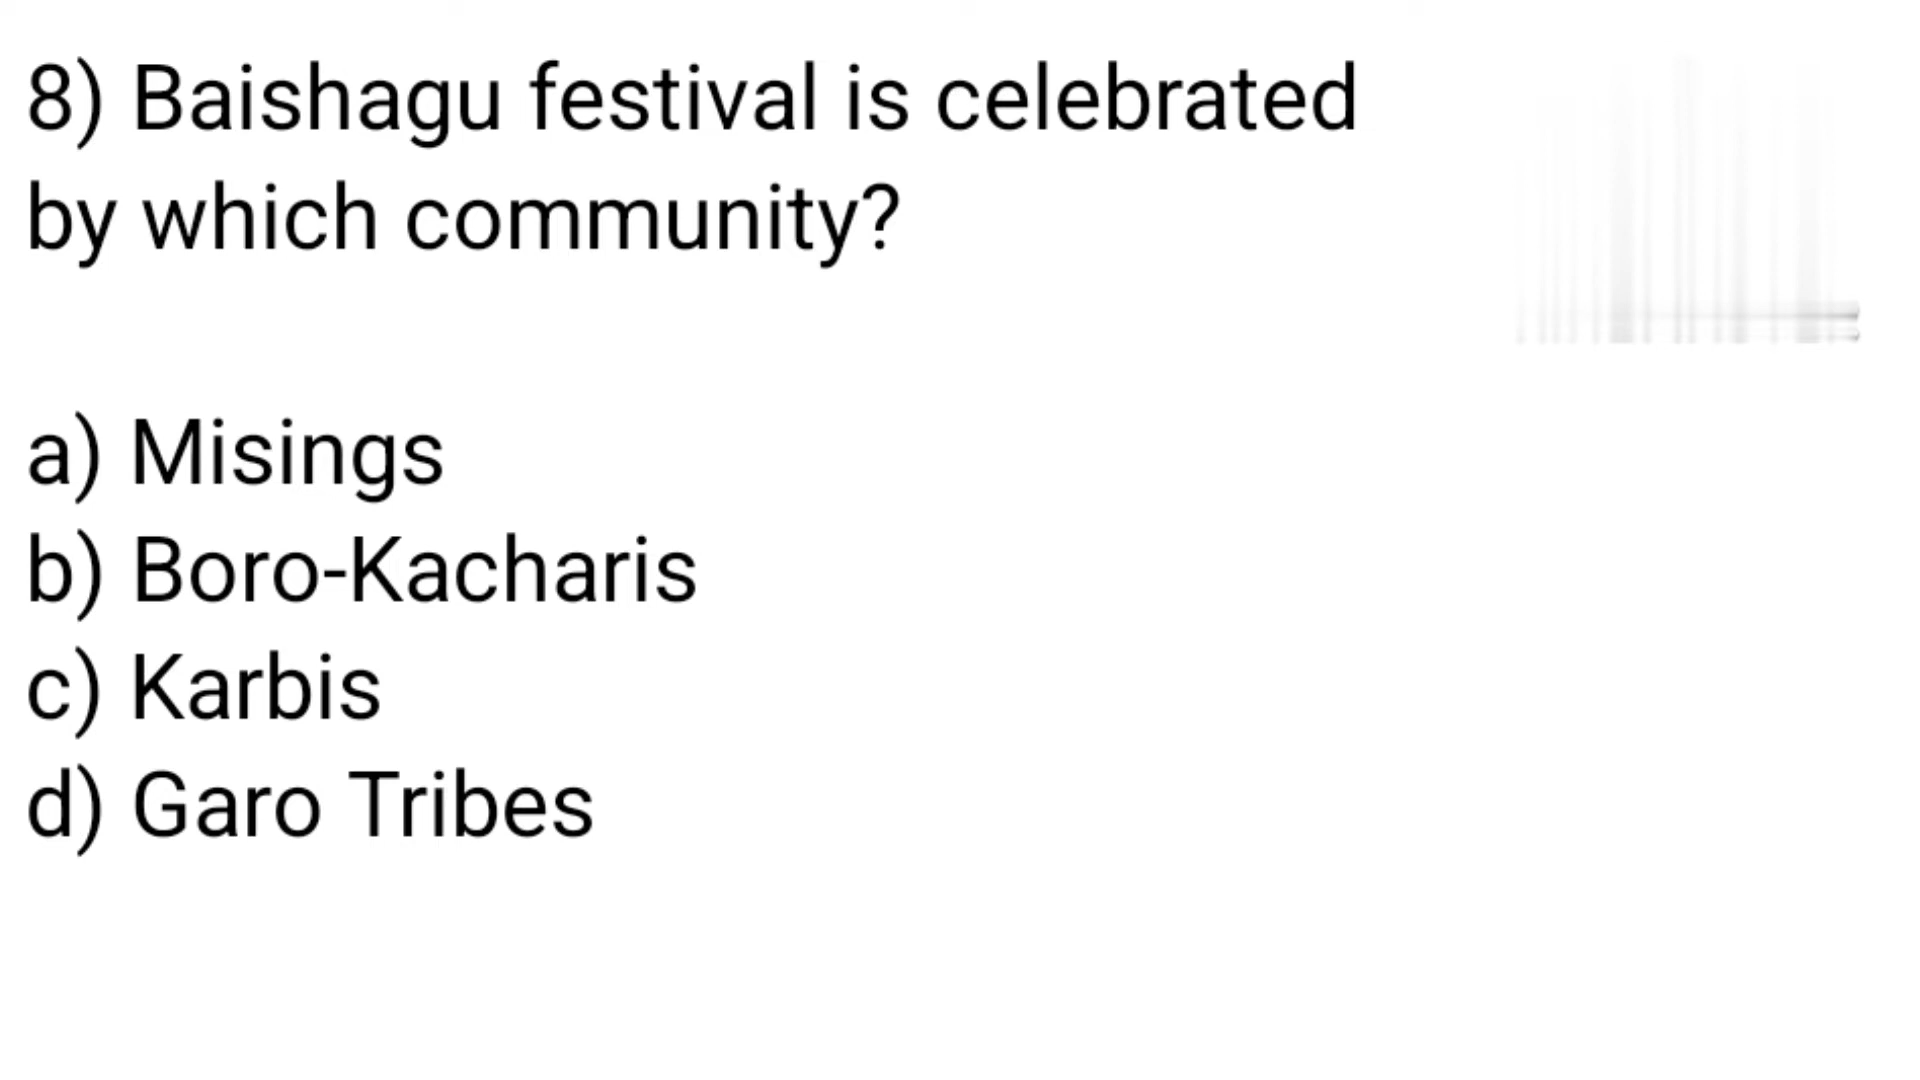 8) Baishagu festival is celebrated
by which community?
a) Misings
b) Boro-Kacharis
c) Karbis
d) Garo Tribes